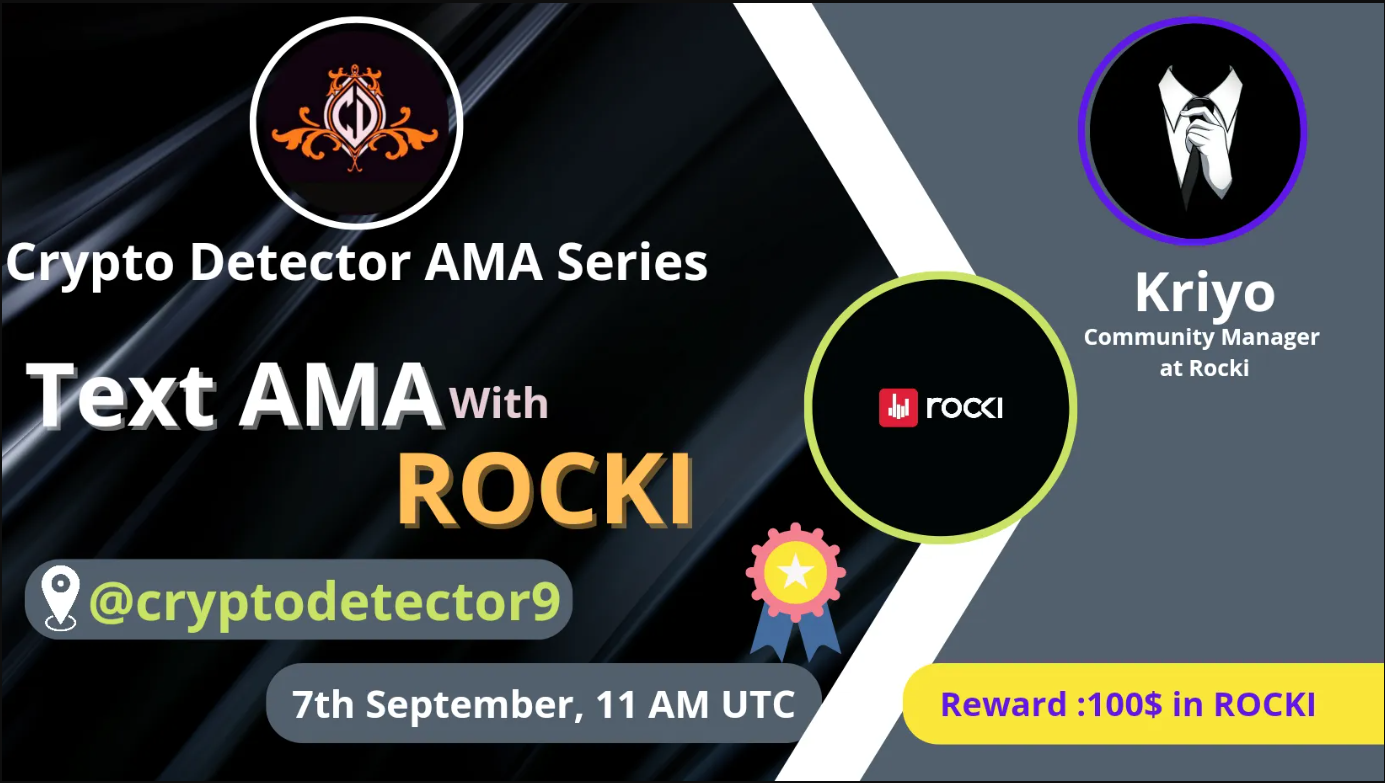 CD
Crypto Detector AMA Series
Text AMA With
ROCKI
@cryptodetector9
7th September, 11 AM UTC
rocki
Kriyo
Community Manager
at Rocki
Reward :100$ in ROCKI